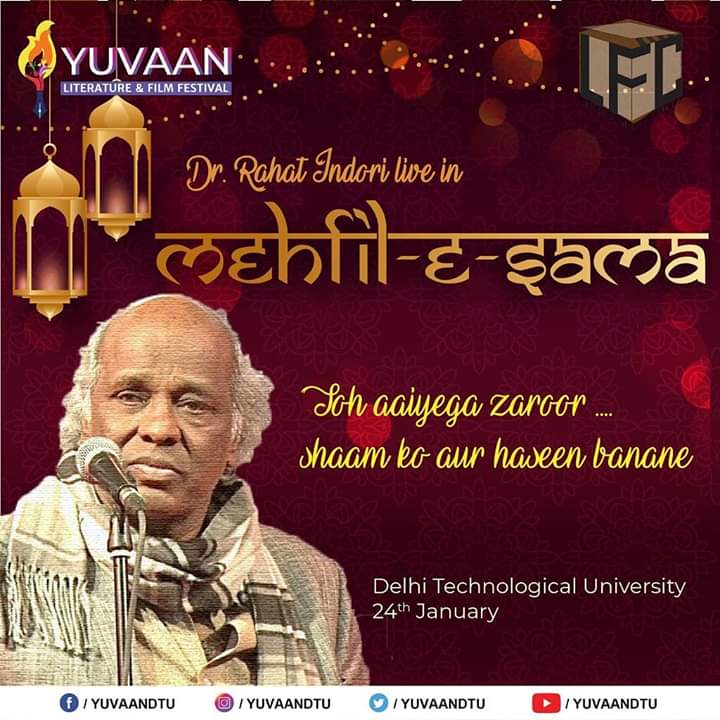 YUVAAN
LITERATURE & FILM FESTIVAL
LFC
Dr. Rahat Indori live in
mehfil-e-sama
Toh aaiyega zaroor ....
shaam ko aur haseen banane
Delhi Technological University
24th January
/ YUVAANDTU
/ YUVAANDTU
/ YUVAANDTU
/ YUVAANDTU